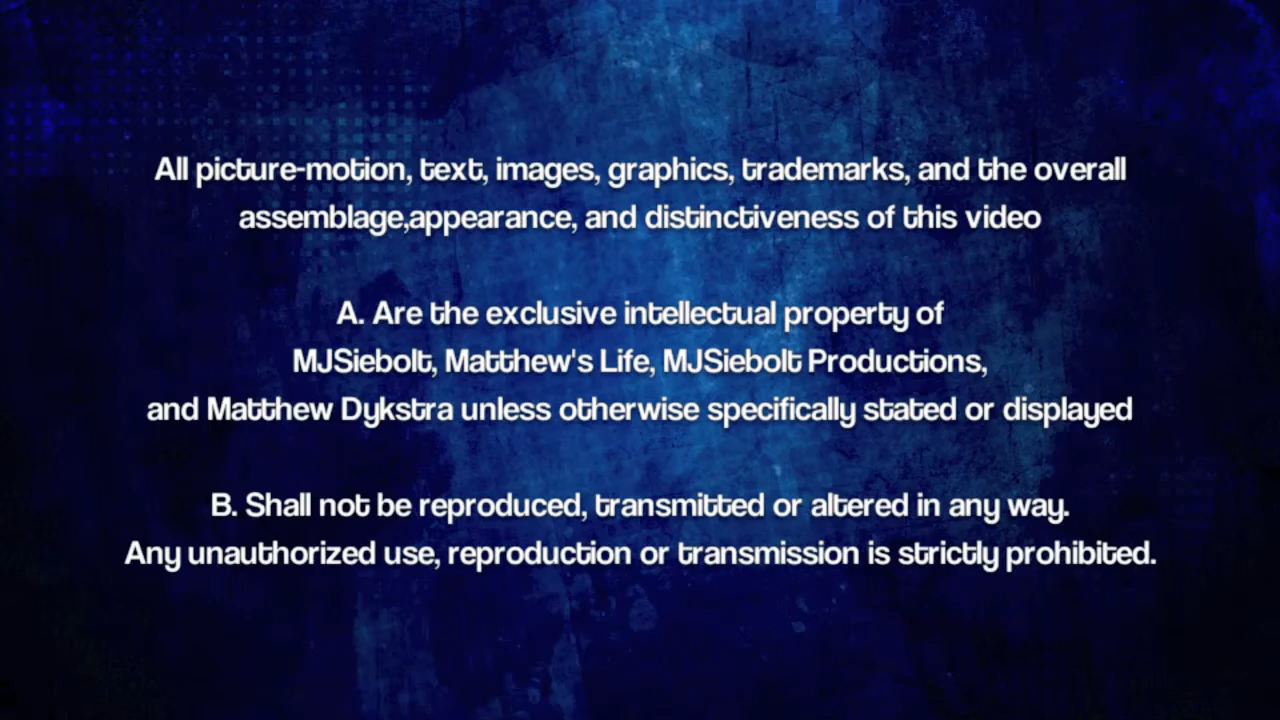 All picture-motion, text, images, graphics, trademarks, and the overall
assemblage,appearance, and distinctiveness of this video
A. Are the exclusive intellectual property of
MJSiebolt, Matthew's Life, MJSiebolt Productions,
and Matthew Dykstra unless otherwise specifically stated or displayed
B. Shall not be reproduced, transmitted or altered in any way.
Any unauthorized use, reproduction or transmission is strictly prohibited.